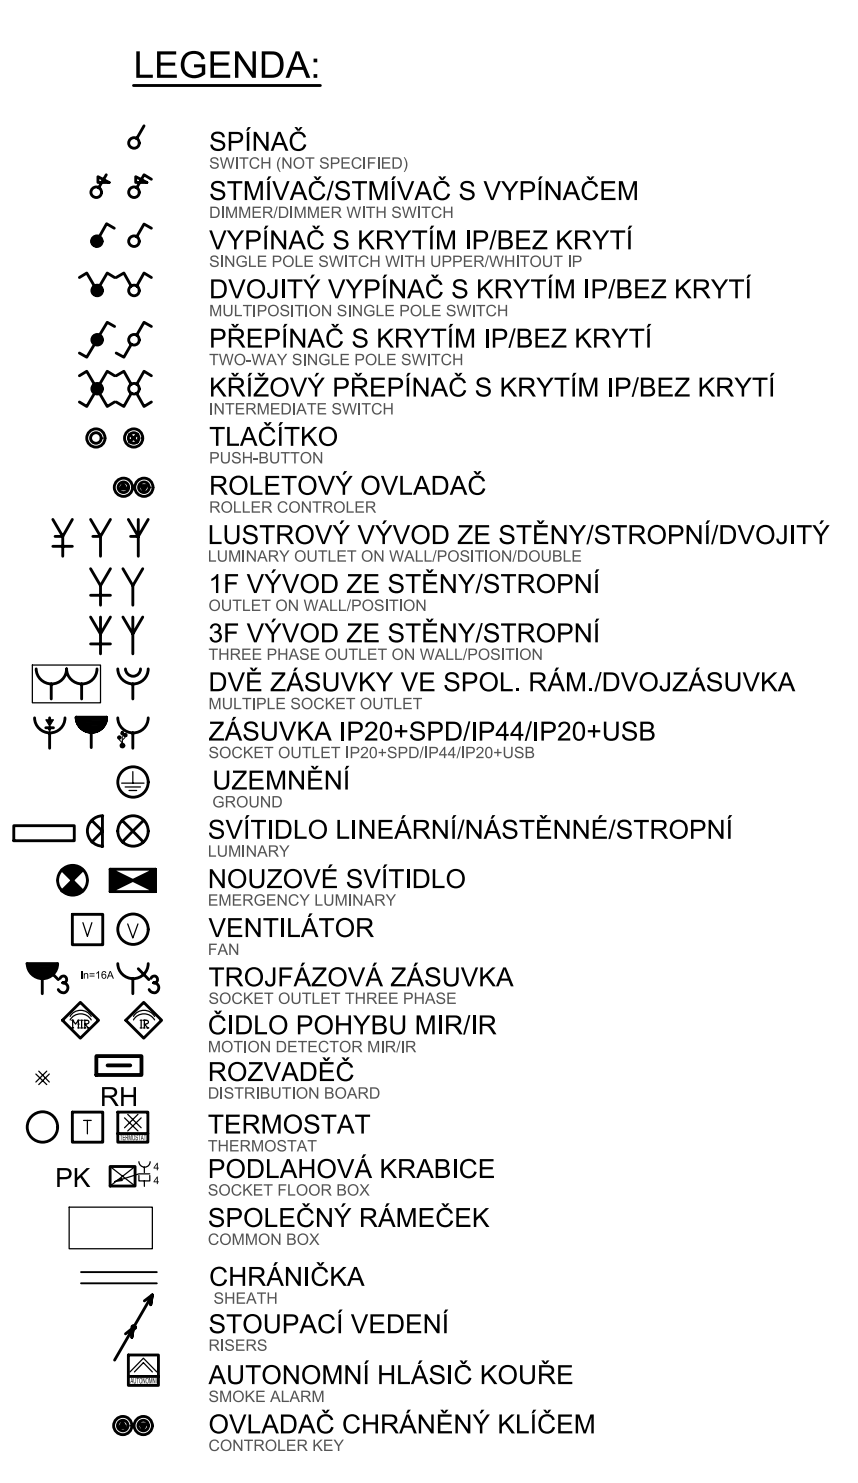 LEGENDA:
SPÍNAČ
SWITCH (NOT SPECIFIED)
STMÍVAČ/STMÍVAČ S VYPÍNAČEM
DIMMER/DIMMER WITH SWITCH
VYPÍNAČ S KRYTÍM IP/BEZ KRYTÍ
SINGLE POLE SWITCH WITH UPPER/WHITOUT IP
DVOJITÝ VYPÍNAČ S KRYTÍM IP/BEZ KRYTÍ
MULTIPOSITION SINGLE POLE SWITCH
PŘEPÍNAČ S KRYTÍM IP/BEZ KRYTÍ
TWO-WAY SINGLE POLE SWITCH
KŘÍŽOVÝ PŘEPÍNAČ S KRYTÍM IP/BEZ KRYTÍ
INTERMEDIATE SWITCH
TLAČÍTKO
PUSH-BUTTON
ROLETOVÝ OVLADAČ
ROLLER CONTROLER
LUSTROVÝ VÝVOD ZE STĚNY/STROPNÍ/DVOJITÝ
LUMINARY OUTLET ON WALL/POSITION/DOUBLE
1F VÝVOD ZE STĚNY/STROPNÍ
OUTLET ON WALL/POSITION
3F VÝVOD ZE STĚNY/STROPNÍ
THREE PHASE OUTLET ON WALL/POSITION
DVĚ ZÁSUVKY VE SPOL. RÁM./DVOJZÁSUVKA
MULTIPLE SOCKET OUTLET
ZÁSUVKA IP20+SPD/IP44/IP20+USB
SOCKET OUTLET IP20+SPD/IP44/IP20+USB
UZEMNĚNÍ
GROUND
SVÍTIDLO LINEÁRNÍ/NÁSTĚNNÉ/STROPNÍ
LUMINARY
NOUZOVÉ SVÍTIDLO
EMERGENCY LUMINARY
V V VENTILÁTOR
FAN
3 In=16A 3 TROJFÁZOVÁ ZÁSUVKA
SOCKET OUTLET THREE PHASE
MIR IR ČIDLO POHYBU MIR/IR
MOTION DETECTOR MIR/IR
ROZVADĚČ
RH DISTRIBUTION BOARD
T TERMOSTAT
TERMOSTAT THERMOSTAT
PK 4 4 PODLAHOVÁ KRABICE
SOCKET FLOOR BOX
SPOLEČNÝ RÁMEČEK
COMMON BOX
CHRÁNIČKA
SHEATH
STOUPACÍ VEDENÍ
RISERS
AUTONOMNÍ HLÁSIČ KOUŘE
AUTONOMNÍ SMOKE ALARM
OVLADAČ CHRÁNĚNÝ KLÍČEM
CONTROLER KEY